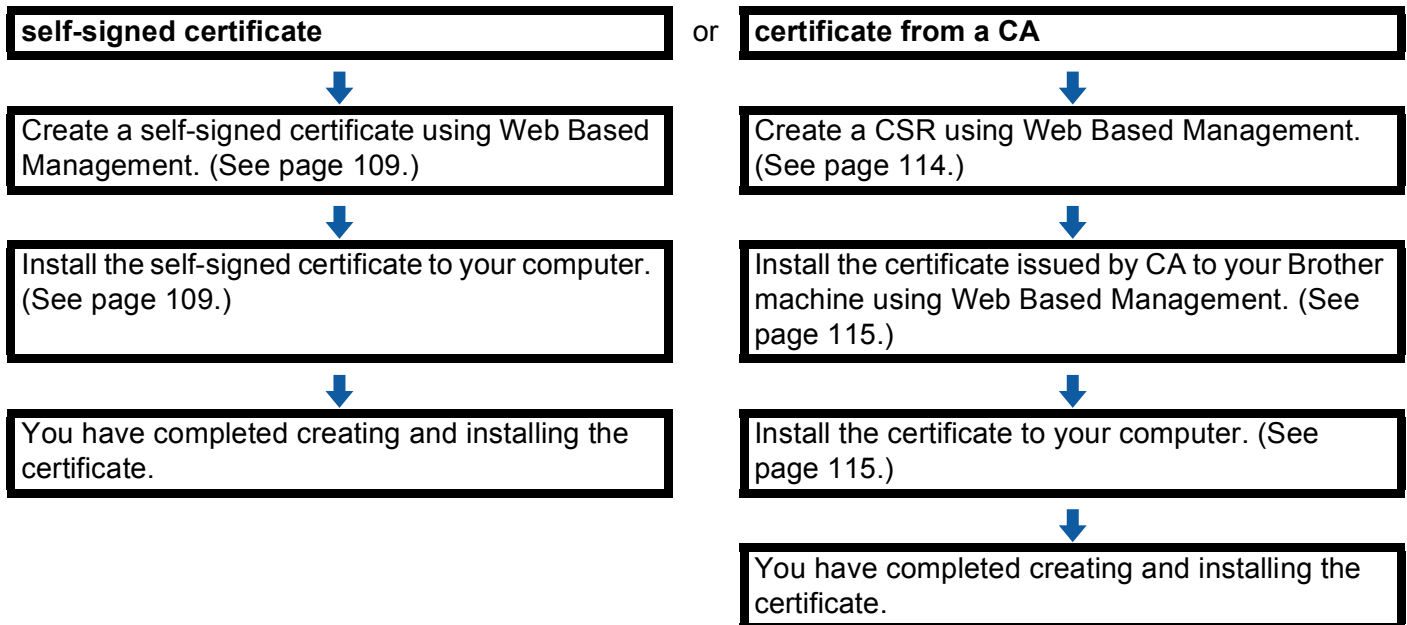 self-signed certificate
or
certificate from a CA
Create a self-signed certificate using Web Based
Management. (See page 109.)
Create a CSR using Web Based Management.
(See page 114.)
Install the self-signed certificate to your computer.
(See page 109.)
Install the certificate issued by CA to your Brother
machine using Web Based Management. (See
page 115.)
You have completed creating and installing the
certificate.
Install the certificate to your computer. (See
page 115.)
You have completed creating and installing the
certificate.